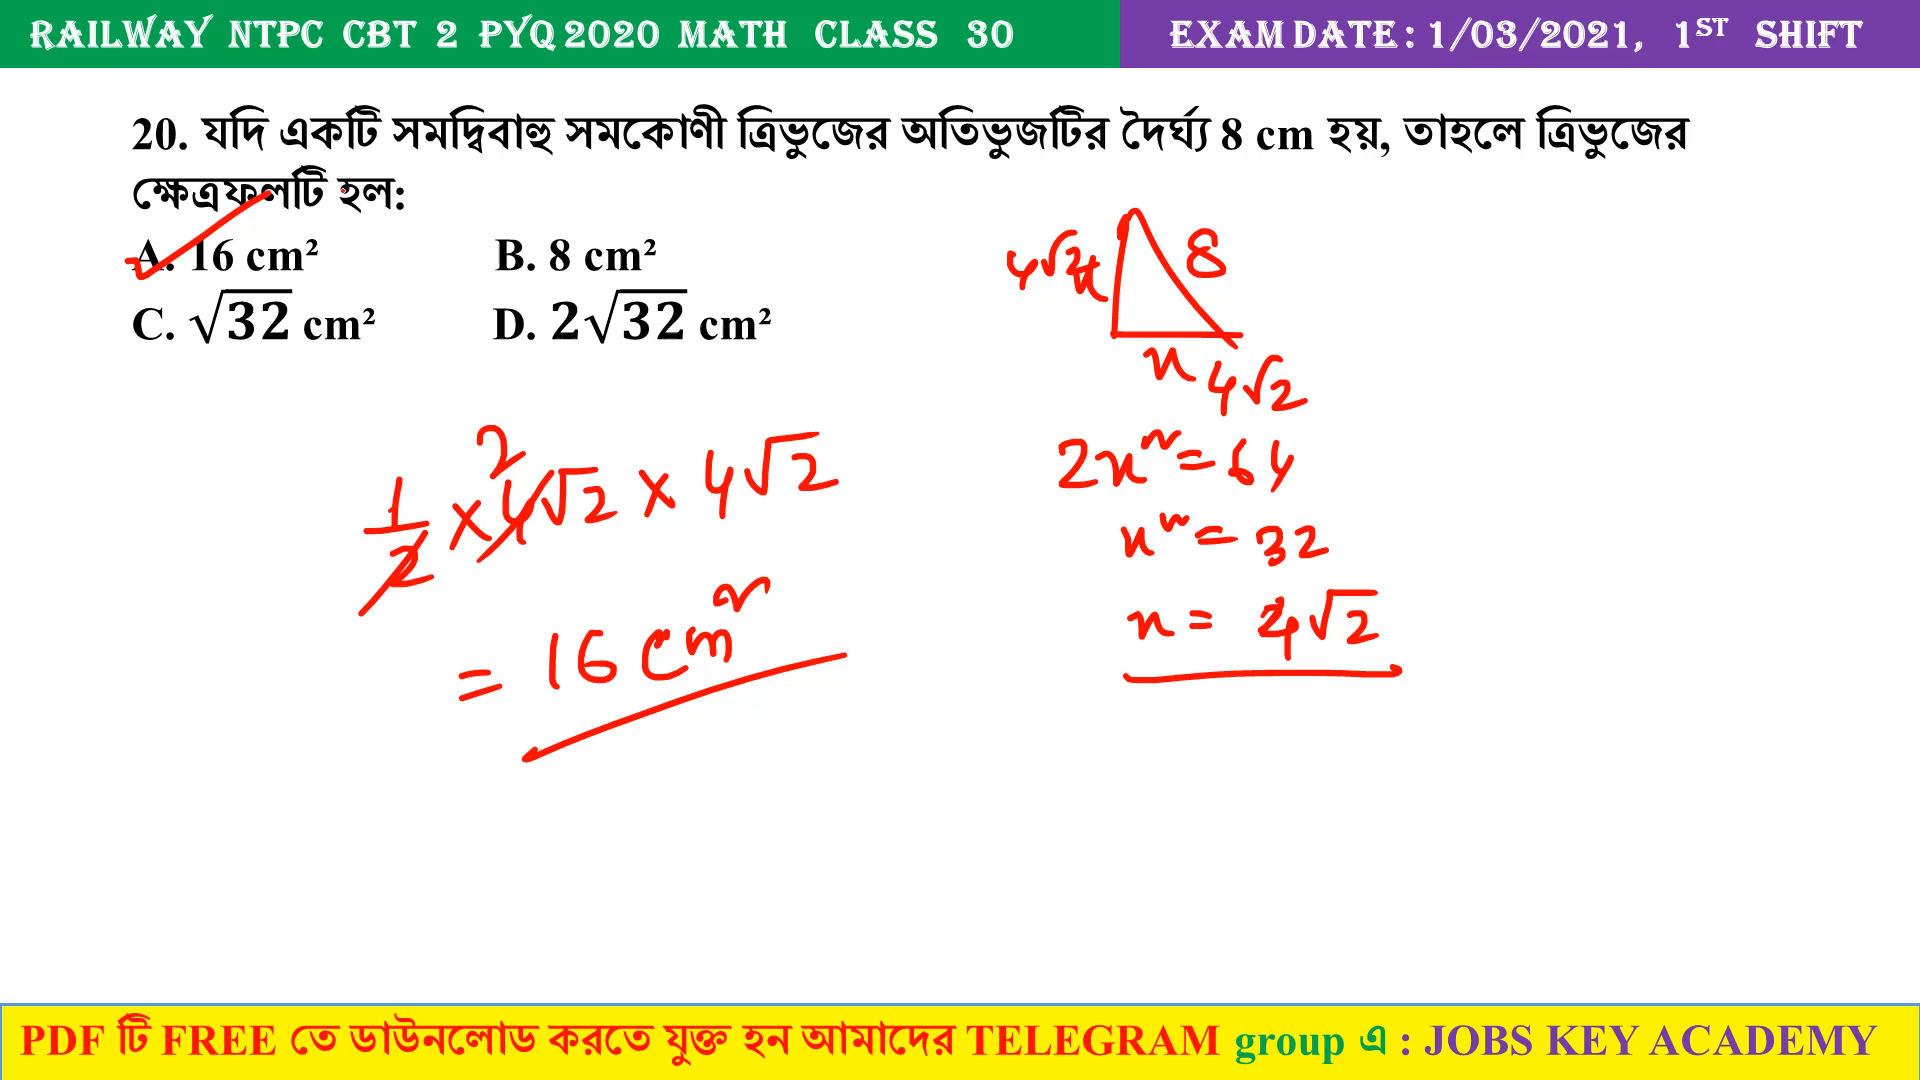 RAILWAY NTPC CBT 2 PYQ 2020 MATH CLASS 30
EXAM DATE : 1/03/2021, 1ST SHIFT
20. যদি একটি সমদ্বিবাহু সমকোণী ত্রিভুজের অতিভুজটির দৈর্ঘ্য 8 cm হয়, তাহলে ত্রিভুজের
ক্ষেত্রফলটি হল:
A. 16 cm² B. 8 cm²
C. √32 cm² D. 2√32 cm²
4√2 x 8
x 4√2
2x² = 64
x² = 32
x = 4√2
2
1/2 × 4√2 × 4√2
= 16 cm²
PDF টি FREE তে ডাউনলোড করতে যুক্ত হন আমাদের TELEGRAM group এ : JOBS KEY ACADEMY